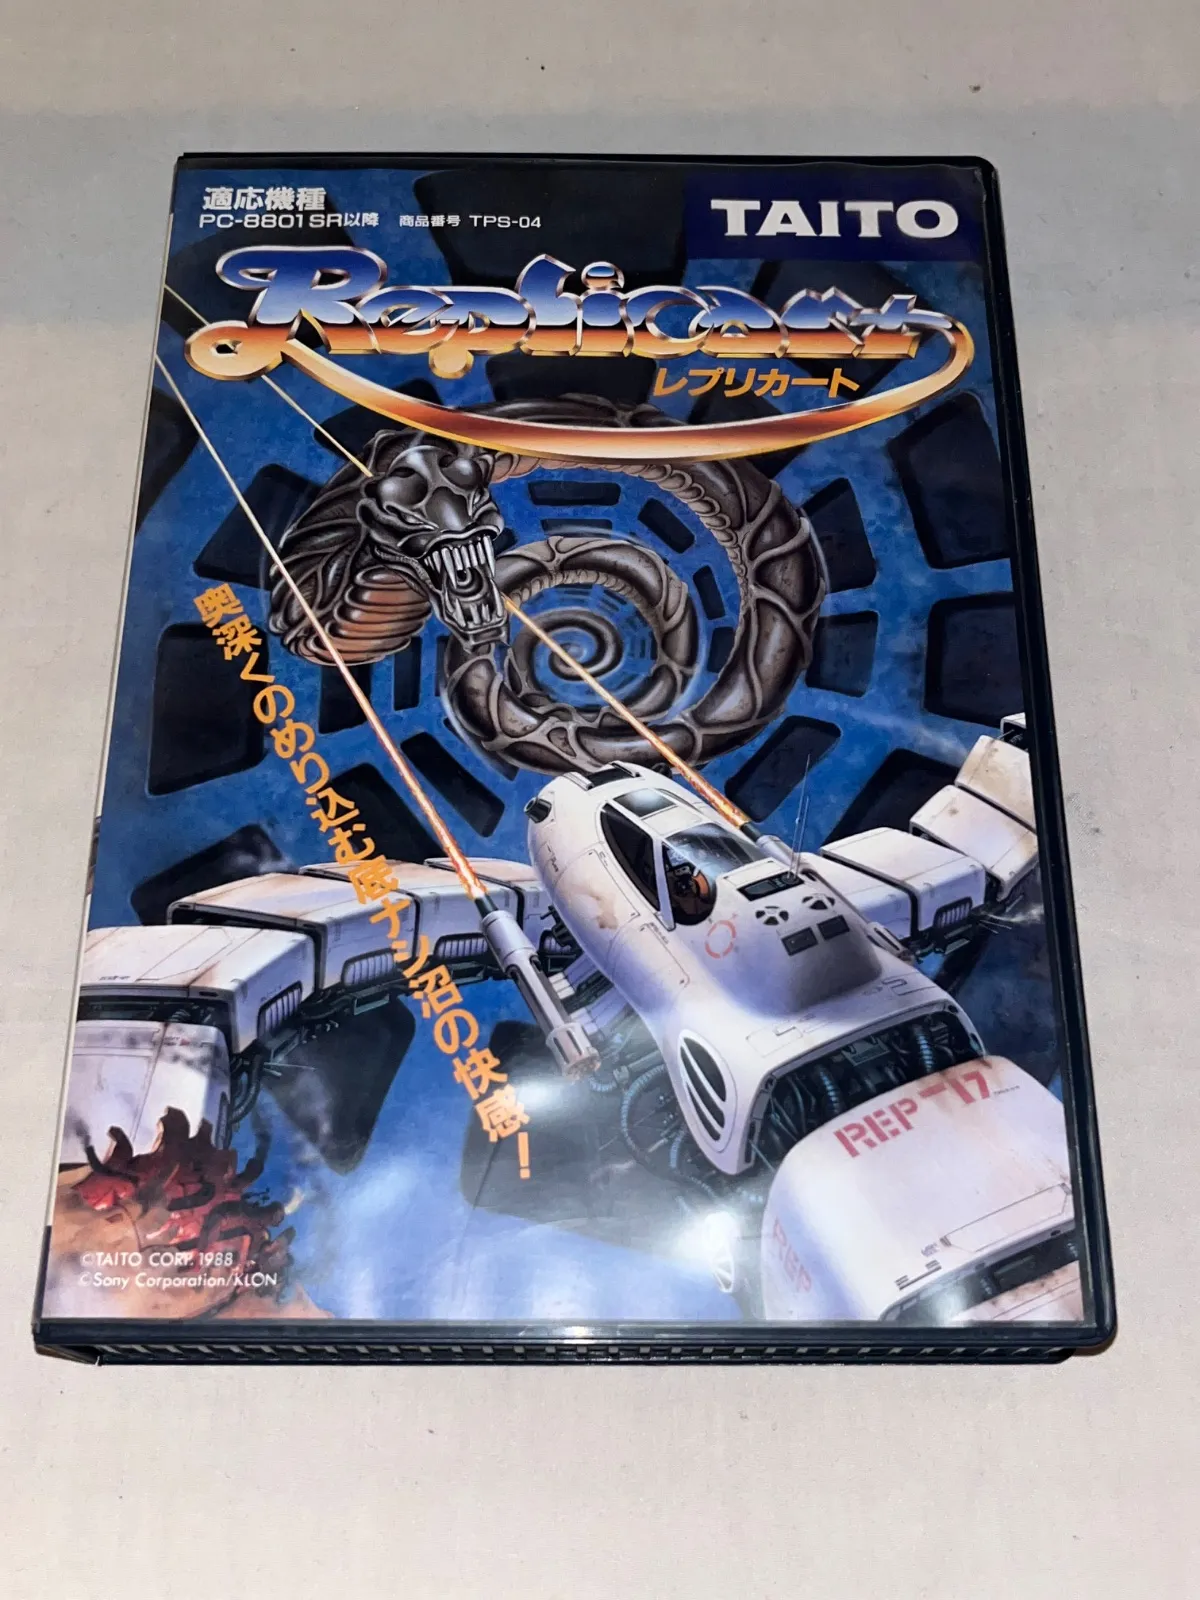 適応機種
PC-8801SR以降 商品番号 TPS-04
TAITO
Replicart
レプリカート
奥深くのめり込む底ナシ沼の快感!
REP-17
REP
©TAITO CORP. 1988
©Sony Corporation/KLON